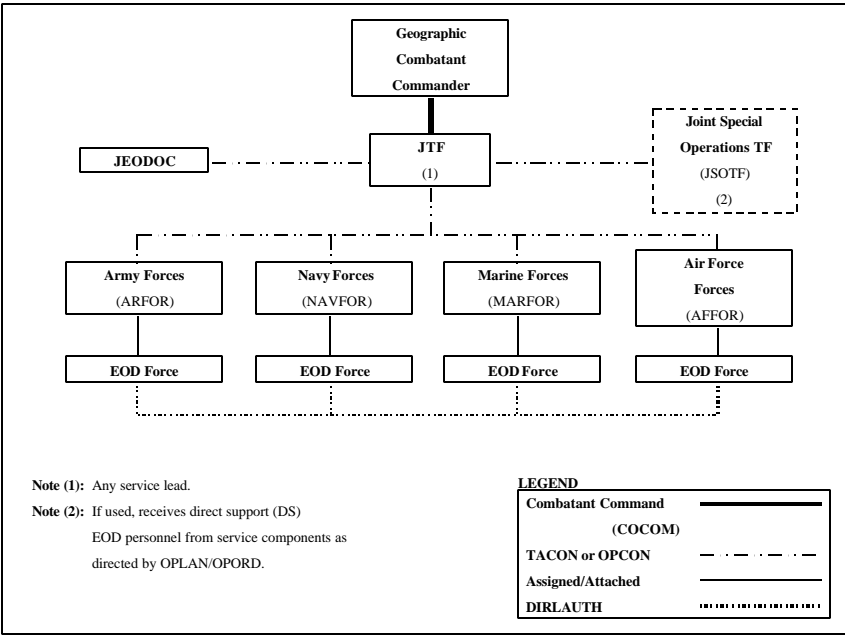 Geographic
Combatant
Commander
JEODOC
JTF
(1)
Joint Special
Operations TF
(JSOTF)
(2)
Army Forces
(ARFOR)
Navy Forces
(NAVFOR)
Marine Forces
(MARFOR)
Air Force
Forces
(AFFOR)
EOD Force
EOD Force
EOD Force
EOD Force
Note (1): Any service lead.
Note (2): If used, receives direct support (DS)
EOD personnel from service components as
directed by OPLAN/OPORD.
LEGEND
Combatant Command
(COCOM)
TACON or OPCON
Assigned/Attached
DIRLAUTH